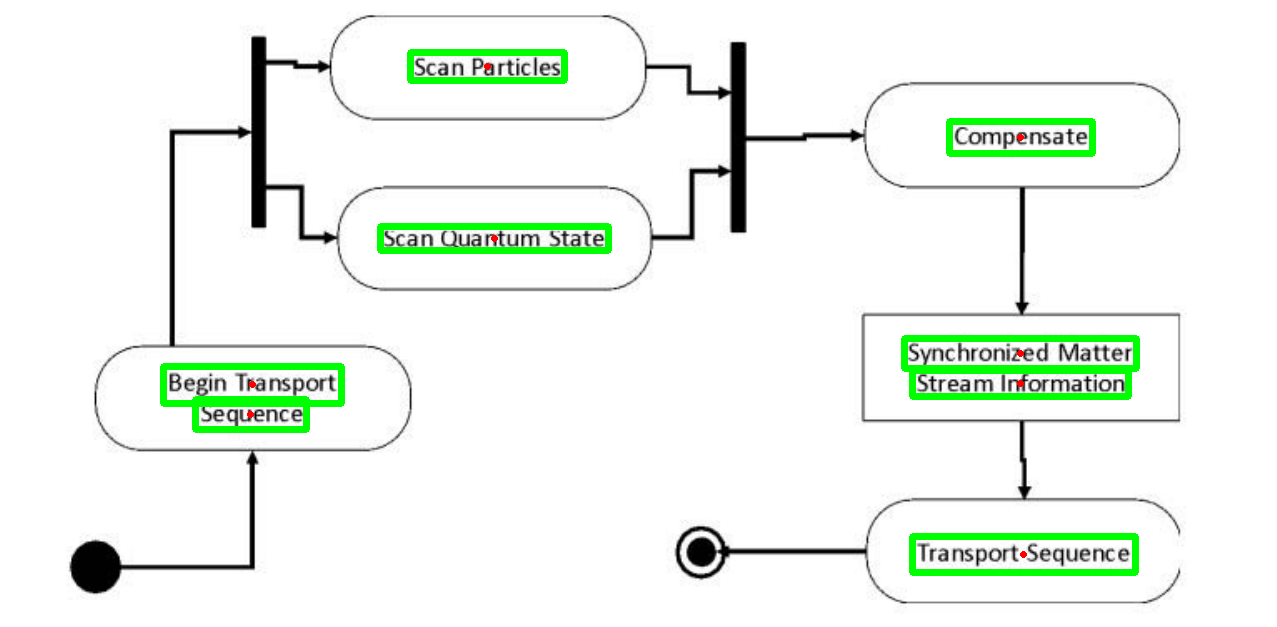 Scan Particles
Compensate
Scan Quantum State
Synchronized Matter
Stream Information
Begin Transport
Sequence
Transport Sequence